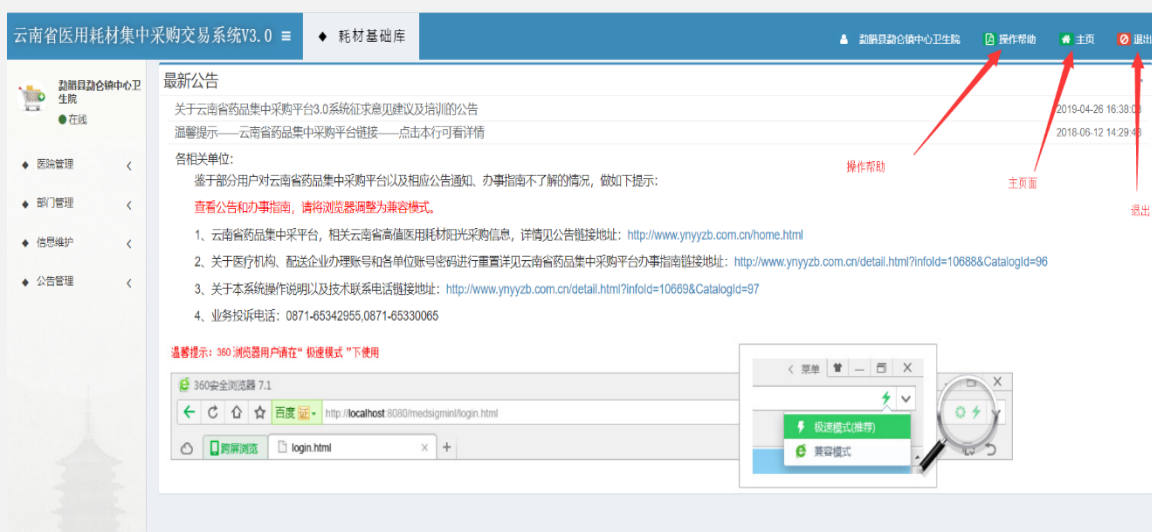 云南省医用耗材集中采购交易系统V3.0
耗材基础库
勐腊县勐仑镇中心卫生院
操作帮助
主页
退出
勐腊县勐仑镇中心卫生院
在线
医院管理
部门管理
信息维护
公告管理
最新公告
关于云南省药品集中采购平台3.0系统征求意见建议及培训的公告
2019-04-26 16:38:03
温馨提示——云南省药品集中采购平台链接——点击本行可看详情
2018-06-12 14:29:43
操作帮助
主页面
退出
各相关单位:
鉴于部分用户对云南省药品集中采购平台以及相应公告通知、办事指南不了解的情况，做如下提示：
查看公告和办事指南，请将浏览器调整为兼容模式。
1、云南省药品集中采平台，相关云南省高值医用耗材阳光采购信息，详情见公告链接地址：http://www.ynyyzb.com.cn/home.html
2、关于医疗机构、配送企业办理账号和各单位账号密码进行重置详见云南省药品集中采购平台办事指南链接地址：http://www.ynyyzb.com.cn/detail.html?infoId=10688&CatalogId=96
3、关于本系统操作说明以及技术联系电话链接地址：http://www.ynyyzb.com.cn/detail.html?infoId=10669&CatalogId=97
4、业务投诉电话：0871-65342955,0871-65330065
温馨提示：360 浏览器用户请在“ 极速模式 ”下使用
360安全浏览器 7.1
百度
证
http://localhost:8080/medsigninl/login.html
跨屏浏览
login.html
菜单
极速模式(推荐)
兼容模式